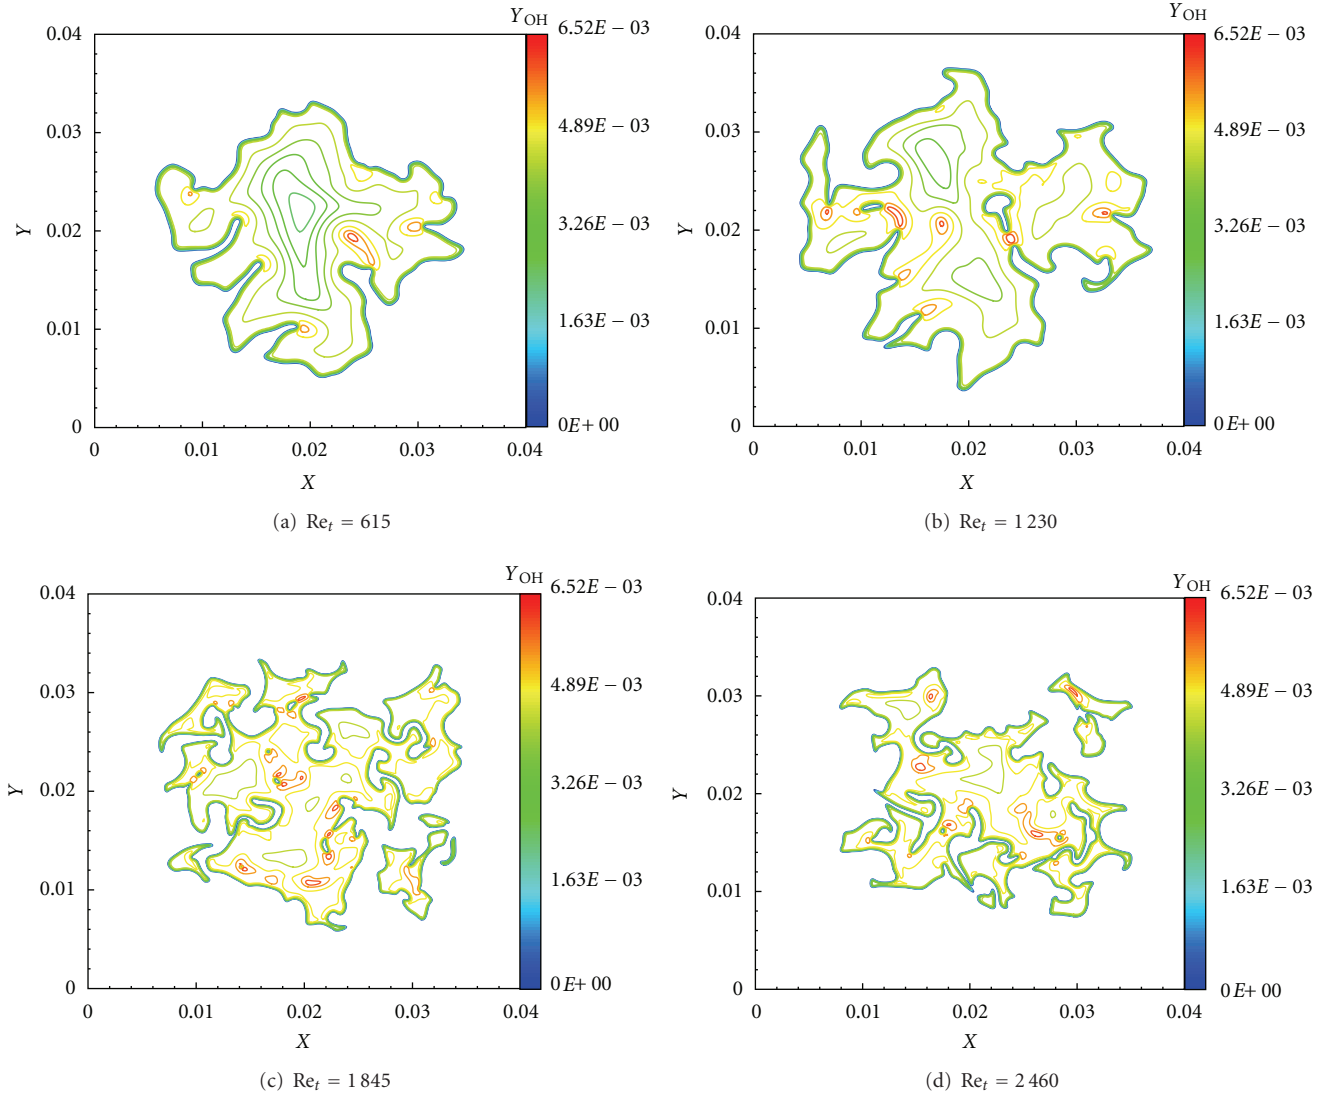 Y_OH
6.52E − 03
4.89E − 03
3.26E − 03
1.63E − 03
0E+ 00
0.04
0.03
0.02
0.01
0
Y
0 0.01 0.02 0.03 0.04
X
(a) Re_t = 615
Y_OH
6.52E − 03
4.89E − 03
3.26E − 03
1.63E − 03
0E+ 00
0.04
0.03
0.02
0.01
0
Y
0 0.01 0.02 0.03 0.04
X
(b) Re_t = 1 230
Y_OH
6.52E − 03
4.89E − 03
3.26E − 03
1.63E − 03
0E+ 00
0.04
0.03
0.02
0.01
0
Y
0 0.01 0.02 0.03 0.04
X
(c) Re_t = 1 845
Y_OH
6.52E − 03
4.89E − 03
3.26E − 03
1.63E − 03
0E+ 00
0.04
0.03
0.02
0.01
0
Y
0 0.01 0.02 0.03 0.04
X
(d) Re_t = 2 460